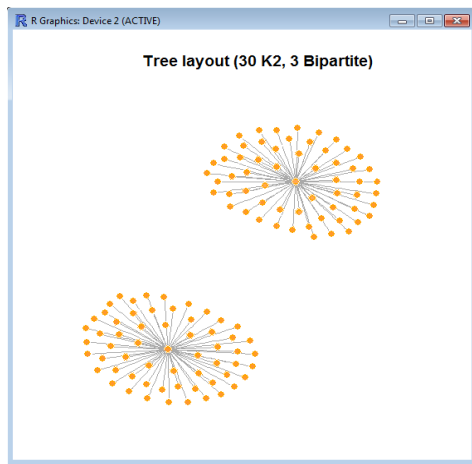 R Graphics: Device 2 (ACTIVE)
Tree layout (30 K2, 3 Bipartite)